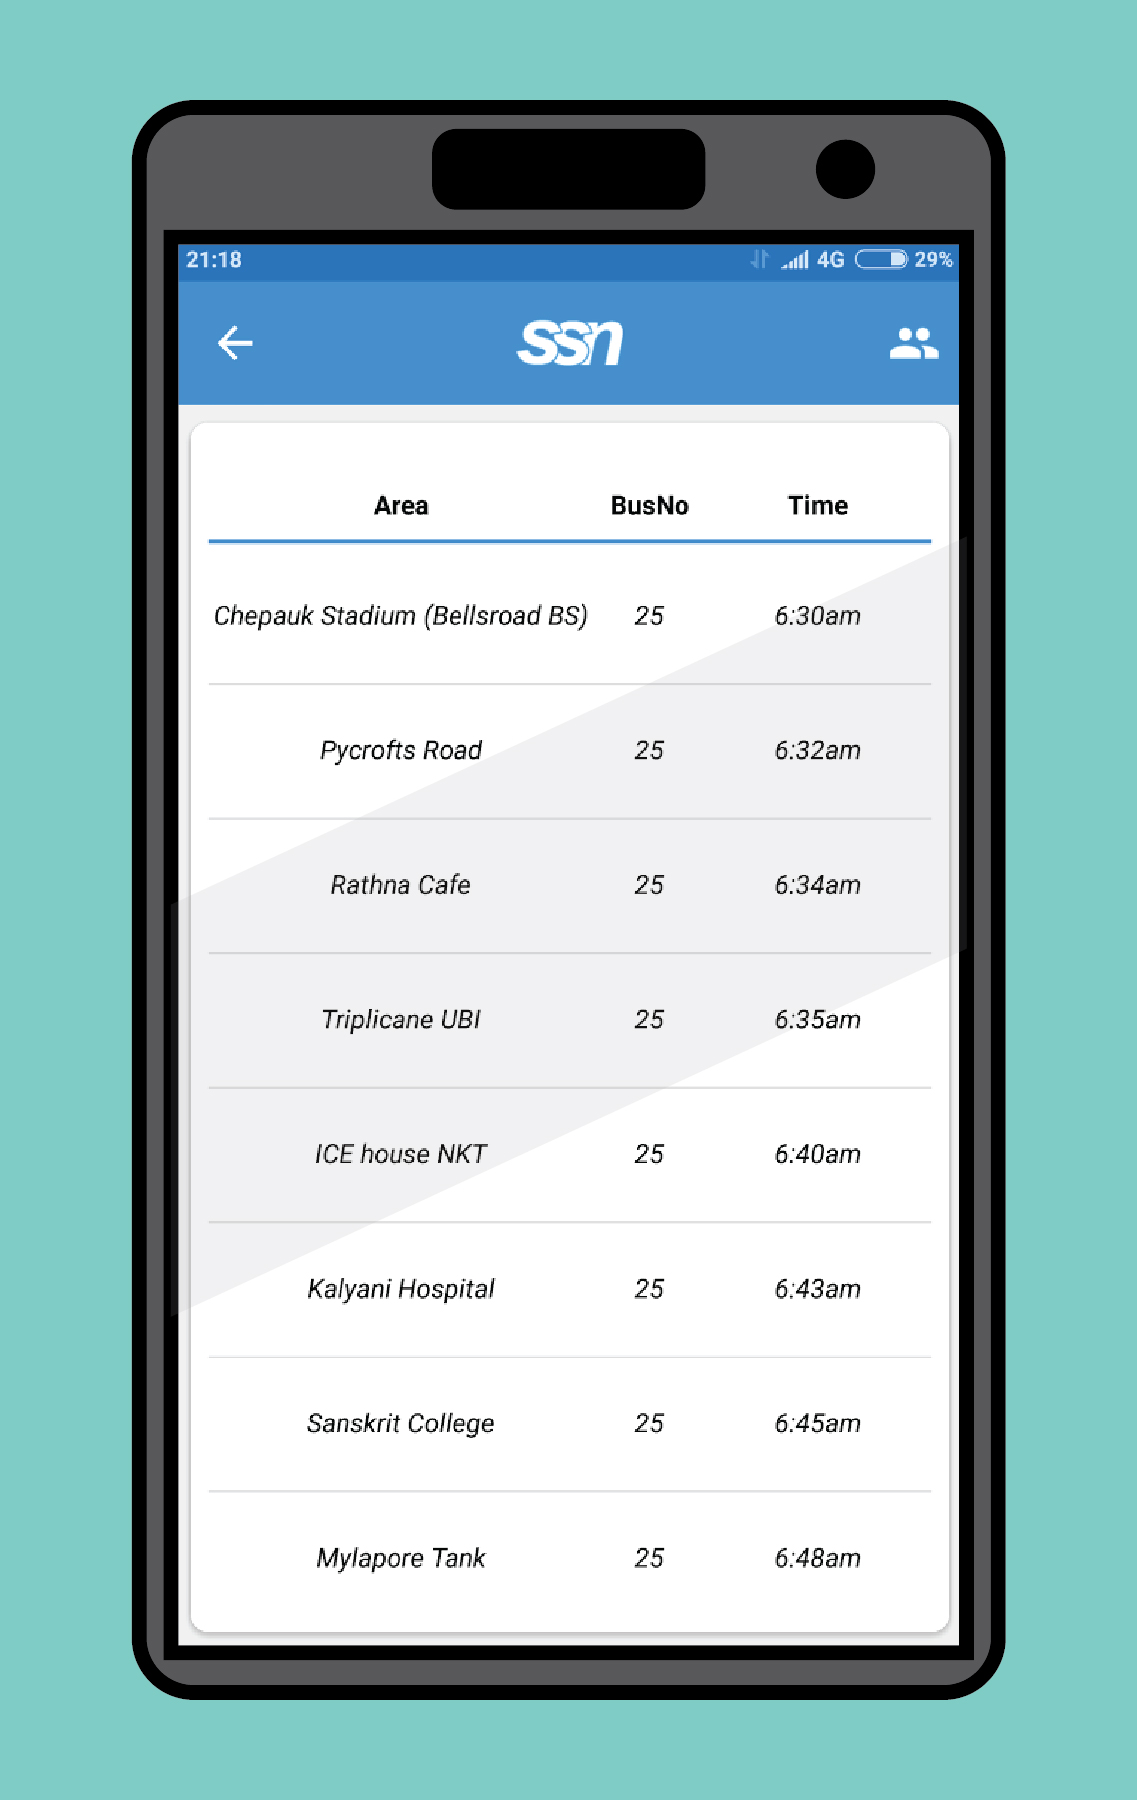 21:18 4G 29%
ssn
Area BusNo Time
Chepauk Stadium (Bellsroad BS) 25 6:30am
Pycrofts Road 25 6:32am
Rathna Cafe 25 6:34am
Triplicane UBI 25 6:35am
ICE house NKT 25 6:40am
Kalyani Hospital 25 6:43am
Sanskrit College 25 6:45am
Mylapore Tank 25 6:48am